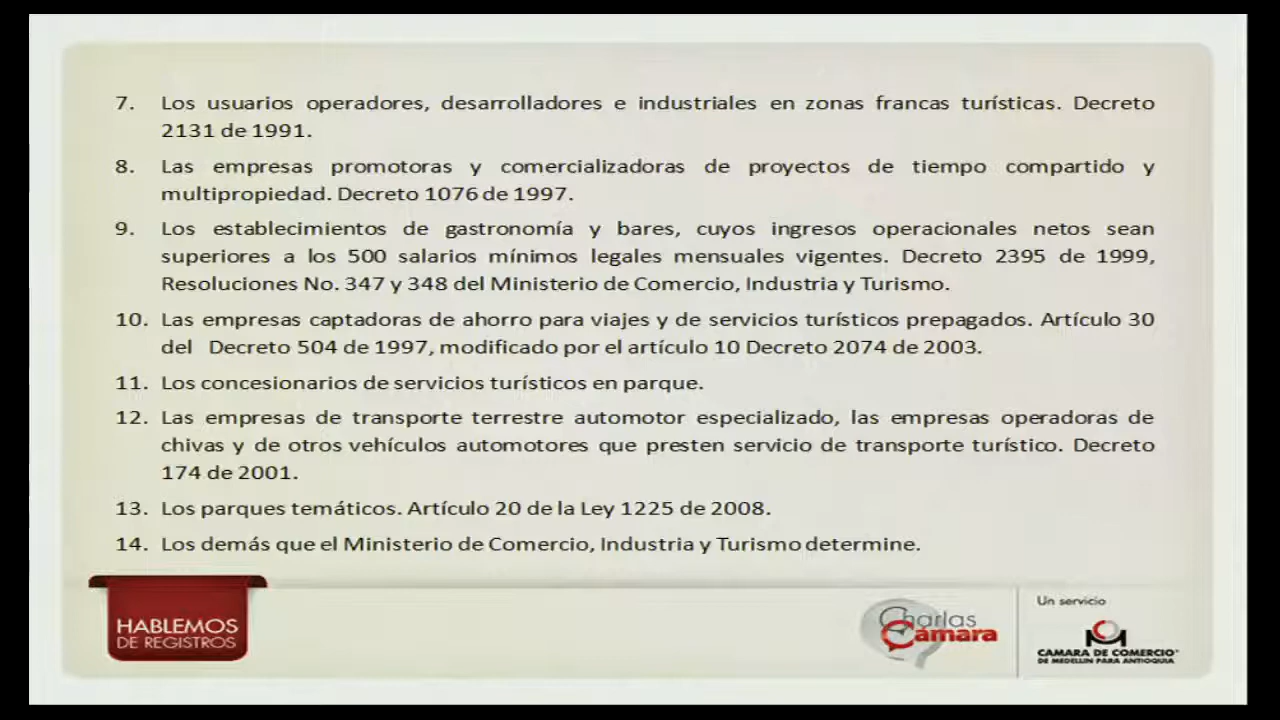 7. Los usuarios operadores, desarrolladores e industriales en zonas francas turísticas. Decreto
2131 de 1991.
8. Las empresas promotoras y comercializadoras de proyectos de tiempo compartido y
multipropiedad. Decreto 1076 de 1997.
9. Los establecimientos de gastronomía y bares, cuyos ingresos operacionales netos sean
superiores a los 500 salarios mínimos legales mensuales vigentes. Decreto 2395 de 1999,
Resoluciones No. 347 y 348 del Ministerio de Comercio, Industria y Turismo.
10. Las empresas captadoras de ahorro para viajes y de servicios turísticos prepagados. Artículo 30
del Decreto 504 de 1997, modificado por el artículo 10 Decreto 2074 de 2003.
11. Los concesionarios de servicios turísticos en parque.
12. Las empresas de transporte terrestre automotor especializado, las empresas operadoras de
chivas y de otros vehículos automotores que presten servicio de transporte turístico. Decreto
174 de 2001.
13. Los parques temáticos. Artículo 20 de la Ley 1225 de 2008.
14. Los demás que el Ministerio de Comercio, Industria y Turismo determine.
HABLEMOS
DE REGISTROS
Charlas
Cámara
Un servicio
CAMARA DE COMERCIO
DE MEDELLIN PARA ANTIOQUIA